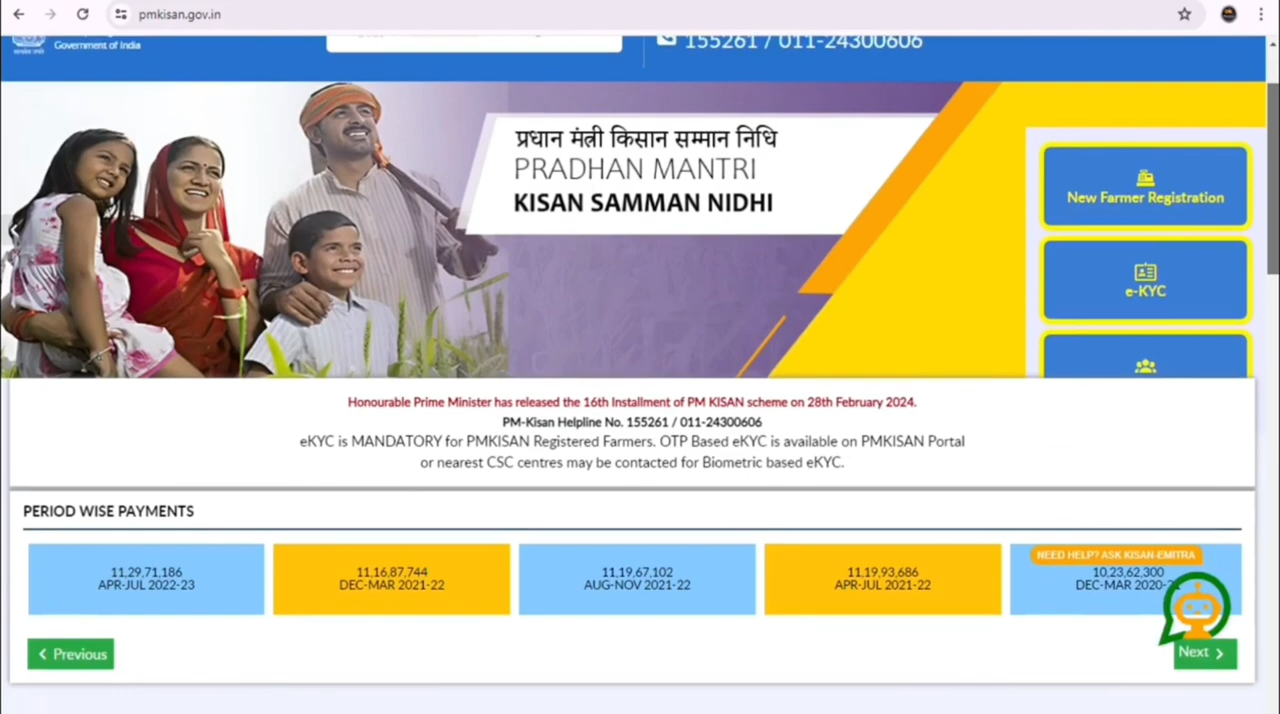 pmkisan.gov.in
Government of India
155261 / 011-24300606
प्रधान मंत्री किसान सम्मान निधि
PRADHAN MANTRI
KISAN SAMMAN NIDHI
New Farmer Registration
e-KYC
Honourable Prime Minister has released the 16th Installment of PM KISAN scheme on 28th February 2024.
PM-Kisan Helpline No. 155261 / 011-24300606
eKYC is MANDATORY for PMKISAN Registered Farmers. OTP Based eKYC is available on PMKISAN Portal
or nearest CSC centres may be contacted for Biometric based eKYC.
PERIOD WISE PAYMENTS
11,29,71,186
APR-JUL 2022-23
11,16,87,744
DEC-MAR 2021-22
11,19,67,102
AUG-NOV 2021-22
11,19,93,686
APR-JUL 2021-22
NEED HELP? ASK KISAN-EMITRA
10,23,62,300
DEC-MAR 2020-2
Previous
Next